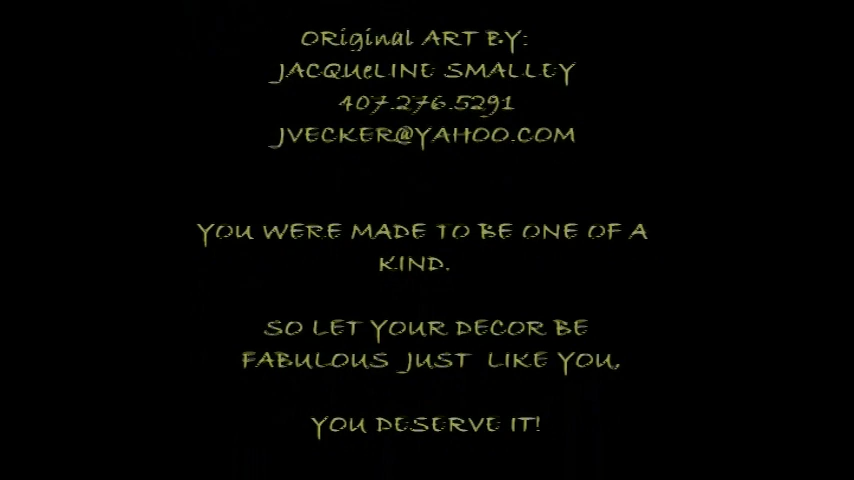 ORiginal ART BY:
JACQUeLINE SMALLEY
407.276.5291
JVECKER@YAHOO.COM
YOU WERE MADE TO BE ONE OF A
KIND.
SO LET YOUR DECOR BE
FABULOUS JUST LIKE YOU,
YOU DESERVE IT!